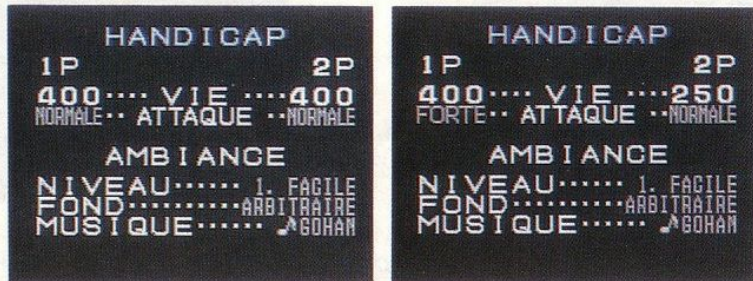 HANDICAP
1P 2P
400···· VIE ····400
NORMALE·· ATTAQUE ··NORMALE
AMBIANCE
NIVEAU······ 1. FACILE
FOND··········ARBITRAIRE
MUSIQUE······ ♪GOHAN
HANDICAP
1P 2P
400···· VIE ····250
FORTE·· ATTAQUE ··NORMALE
AMBIANCE
NIVEAU······ 1. FACILE
FOND··········ARBITRAIRE
MUSIQUE······ ♪GOHAN